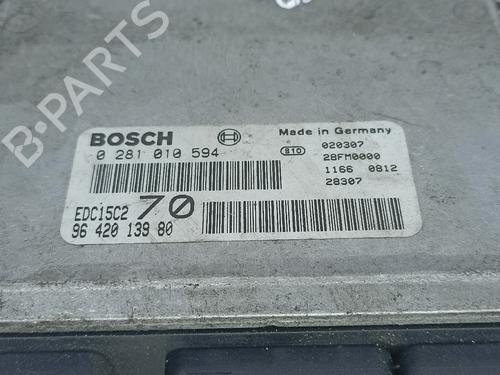 B-PARTS
BOSCH
Made in Germany
0 281 010 594
810
020307
28FM0000
1166 0812
28307
EDC15C2 70
96 420 139 80